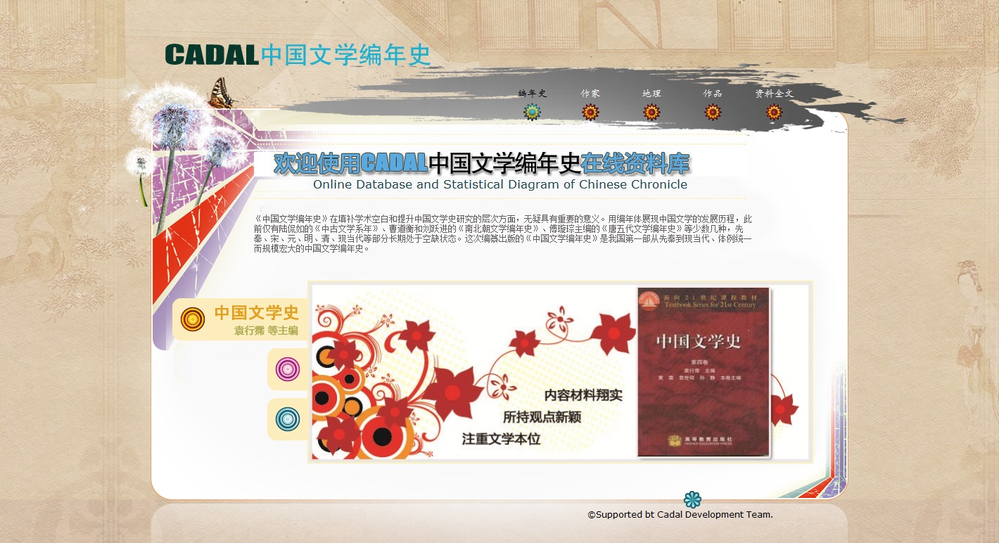 CADAL中国文学编年史
编年史 作家 地理 作品 资料全文
欢迎使用CADAL中国文学编年史在线资料库
Online Database and Statistical Diagram of Chinese Chronicle
《中国文学编年史》在填补学术空白和提升中国文学史研究的层次方面，无疑具有重要的意义。用编年体展现中国文学的发展历程，此
前仅有陆侃如的《中古文学系年》、曹道衡和刘跃进的《南北朝文学编年史》、傅璇琮主编的《唐五代文学编年史》等少数几种，先
秦、宋、元、明、清、现当代等部分长期处于空缺状态。这次编纂出版的《中国文学编年史》是我国第一部从先秦到现当代、体例统一
而规模宏大的中国文学编年史。
中国文学史
袁行霈 等主编
内容材料翔实
所持观点新颖
注重文学本位
面向21世纪课程教材
Textbook Series for 21st Century
中国文学史
第四卷
袁行霈 主编
黄霖 袁世硕 孙静 本卷主编
高等教育出版社
HIGHER EDUCATION PRESS
©Supported bt Cadal Development Team.